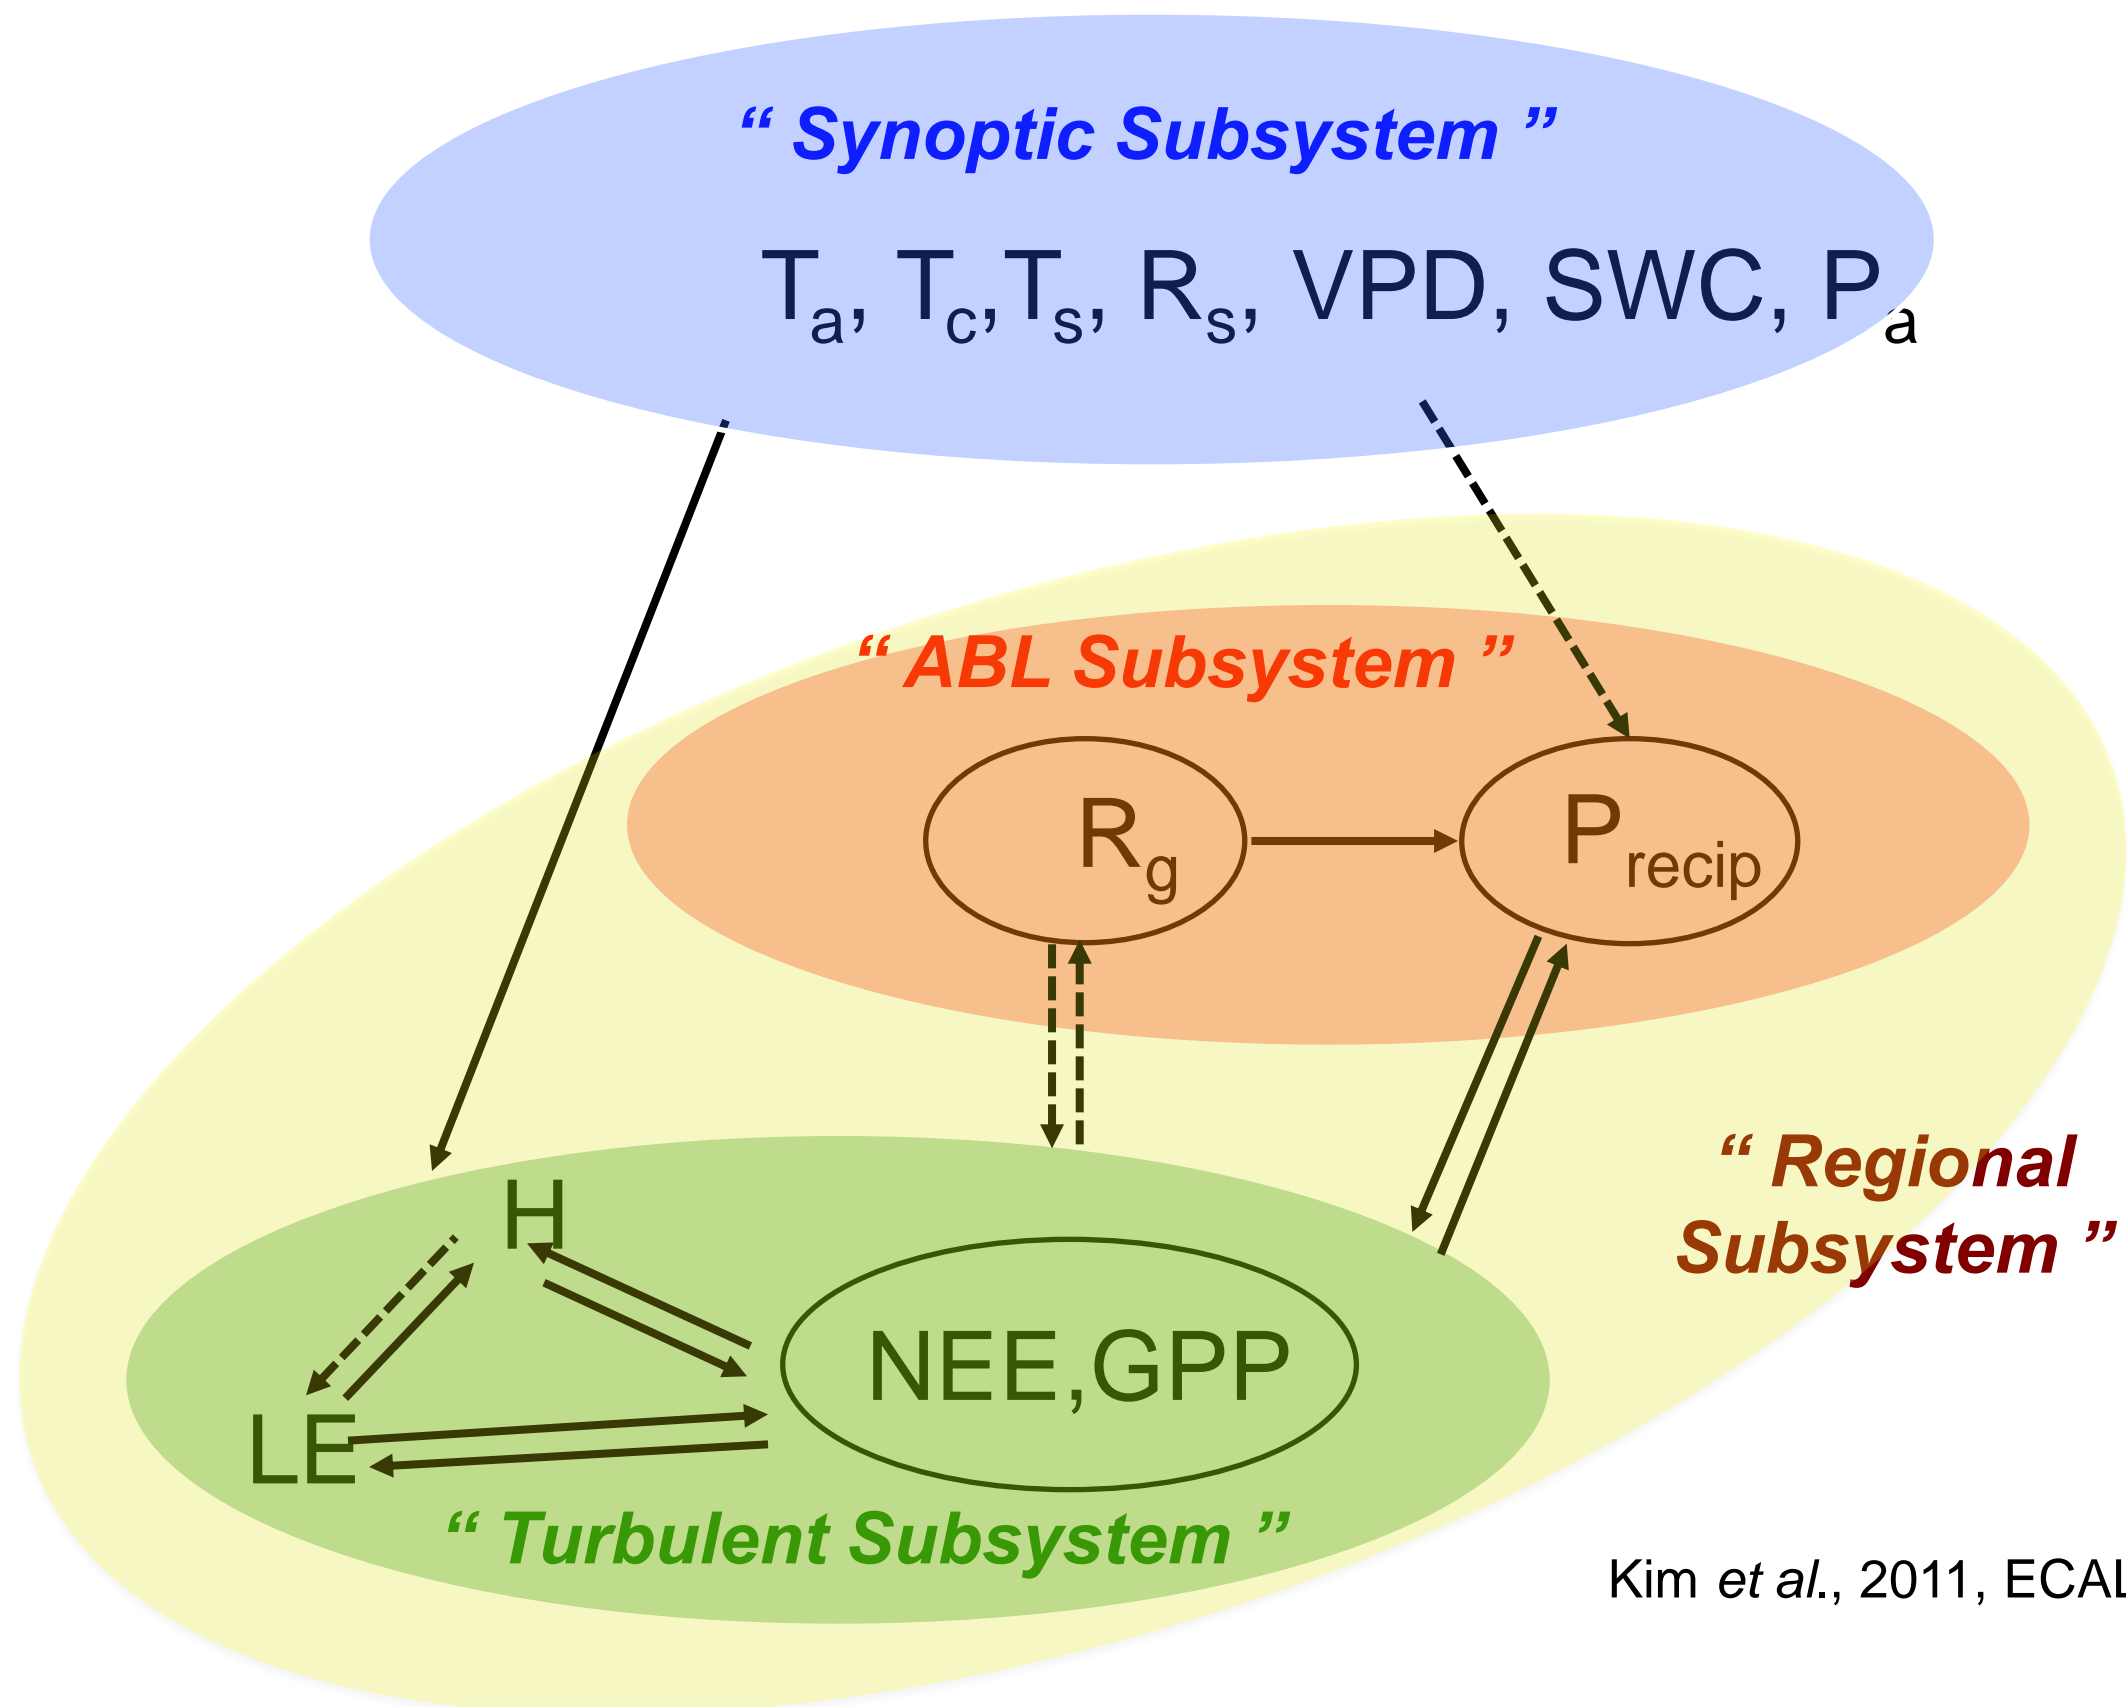 “ Synoptic Subsystem ”
Ta, Tc,Ts, Rs, VPD, SWC, Pa
“ ABL Subsystem ”
Rg
Precip
“ Regional
Subsystem ”
H
NEE,GPP
LE
“ Turbulent Subsystem ”
Kim et al., 2011, ECAL